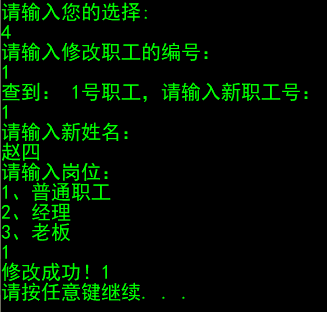 请输入您的选择:
4
请输入修改职工的编号：
1
查到： 1号职工，请输入新职工号：
1
请输入新姓名：
赵四
请输入岗位：
1、普通职工
2、经理
3、老板
1
修改成功！1
请按任意键继续. . .